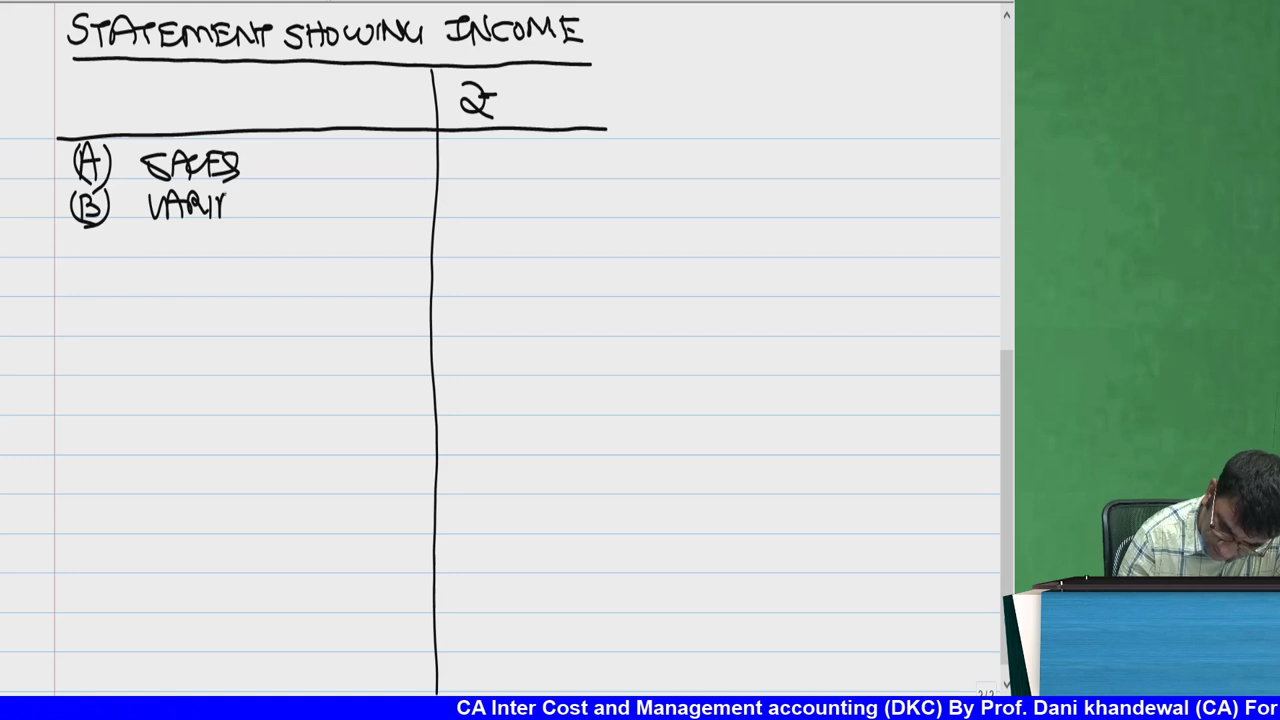 STATEMENT SHOWING INCOME
₹
(A) SALES
(B) VARI
CA Inter Cost and Management accounting (DKC) By Prof. Dani khandewal (CA) For